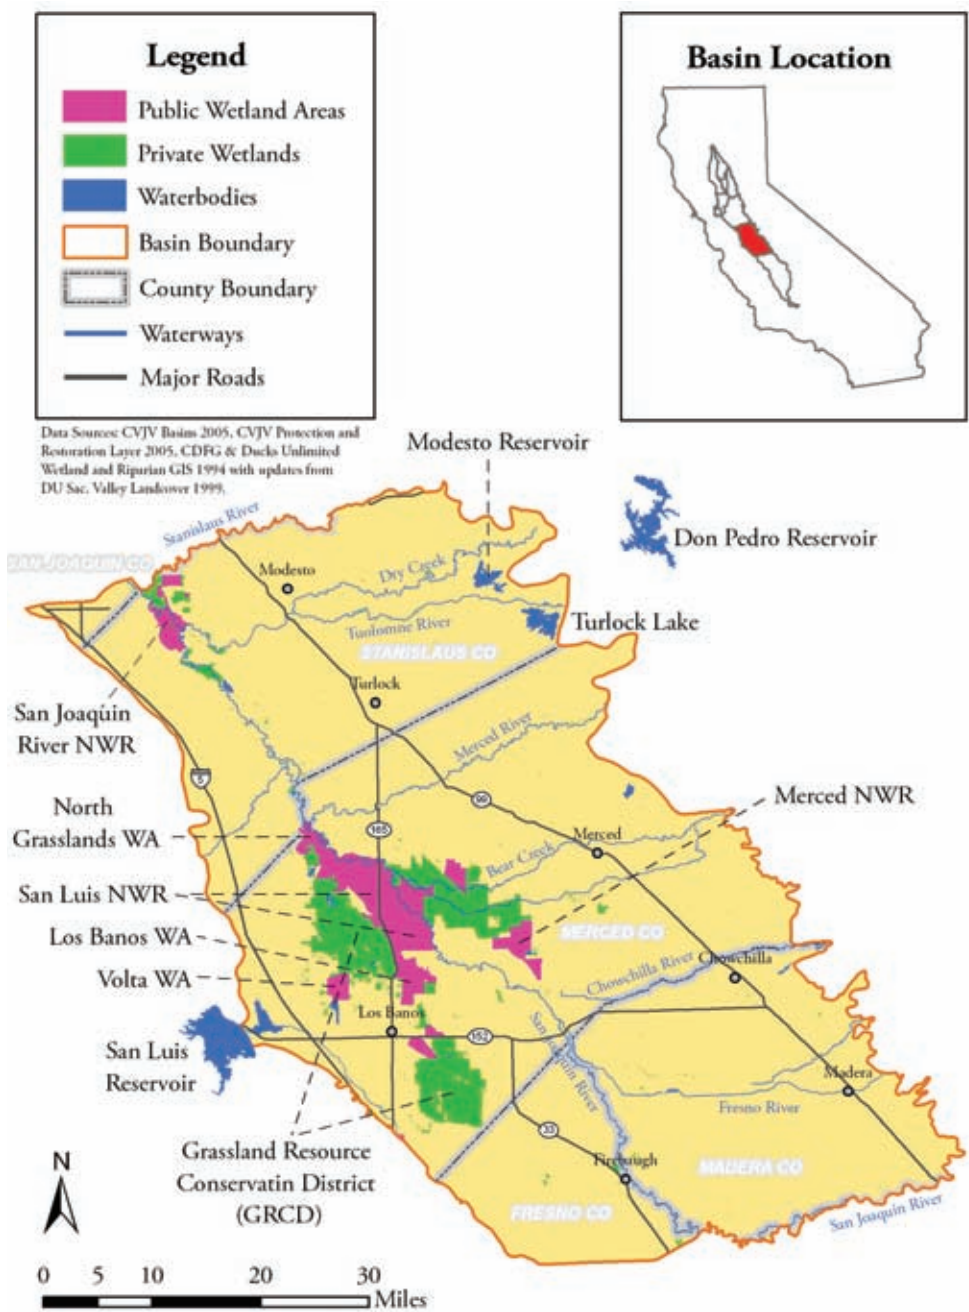 Legend
Public Wetland Areas
Private Wetlands
Waterbodies
Basin Boundary
County Boundary
Waterways
Major Roads
Basin Location
Data Sources: CVJV Basins 2005, CVJV Protection and
Restoration Layer 2005, CDFG & Ducks Unlimited
Wetland and Ripurian GIS 1994 with updates from
DU Sac. Valley Landcover 1999.
Modesto Reservoir
Don Pedro Reservoir
Stanislaus River
SAN JOAQUIN CO
Modesto
Dry Creek
Tuolomne River
Turlock Lake
STANISLAUS CO
Turlock
San Joaquin
River NWR
Merced River
5
99
165
North
Grasslands WA
Merced NWR
Merced
Bear Creek
San Luis NWR
Los Banos WA
MERCED CO
Volta WA
Chowchilla River
Chowchilla
Los Banos
152
San Joaquin River
San Luis
Reservoir
Madera
Fresno River
33
Grassland Resource
Conservatin District
(GRCD)
Firebaugh
MADERA CO
FRESNO CO
San Joaquin River
N
0 5 10 20 30
Miles